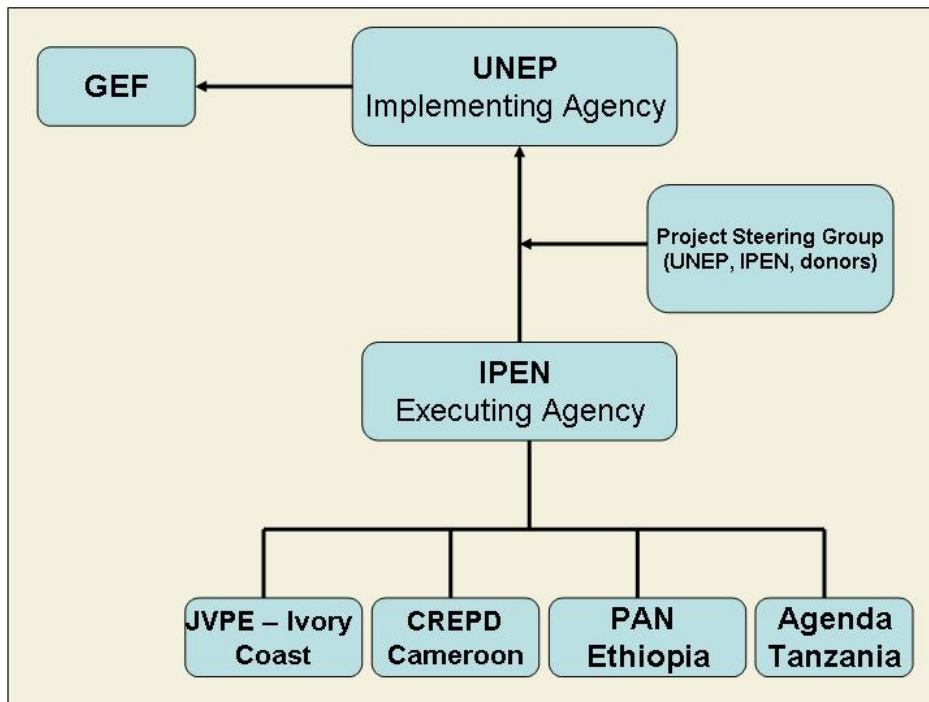 GEF
UNEP
Implementing Agency
Project Steering Group
(UNEP, IPEN, donors)
IPEN
Executing Agency
JVPE – Ivory
Coast
CREPD
Cameroon
PAN
Ethiopia
Agenda
Tanzania